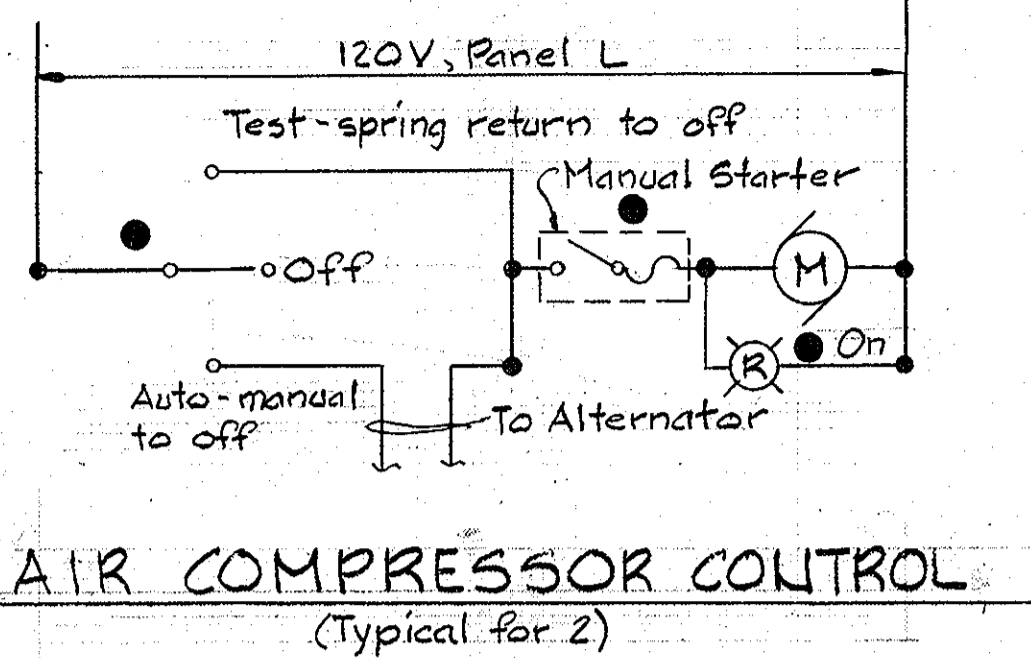 120V, Panel L
Test-spring return to off
Manual Starter
Off
M
R
On
Auto-manual
to off
To Alternator
AIR COMPRESSOR CONTROL
(Typical for 2)